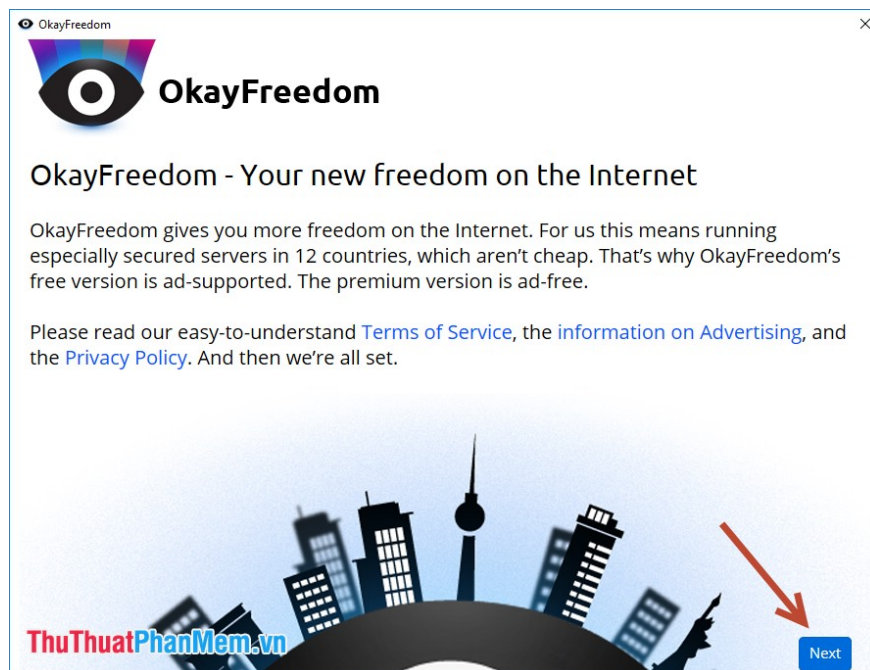 OkayFreedom
OkayFreedom
OkayFreedom - Your new freedom on the Internet
OkayFreedom gives you more freedom on the Internet. For us this means running
especially secured servers in 12 countries, which aren’t cheap. That’s why OkayFreedom’s
free version is ad-supported. The premium version is ad-free.
Please read our easy-to-understand Terms of Service, the information on Advertising, and
the Privacy Policy. And then we’re all set.
ThuThuatPhanMem.vn
Next